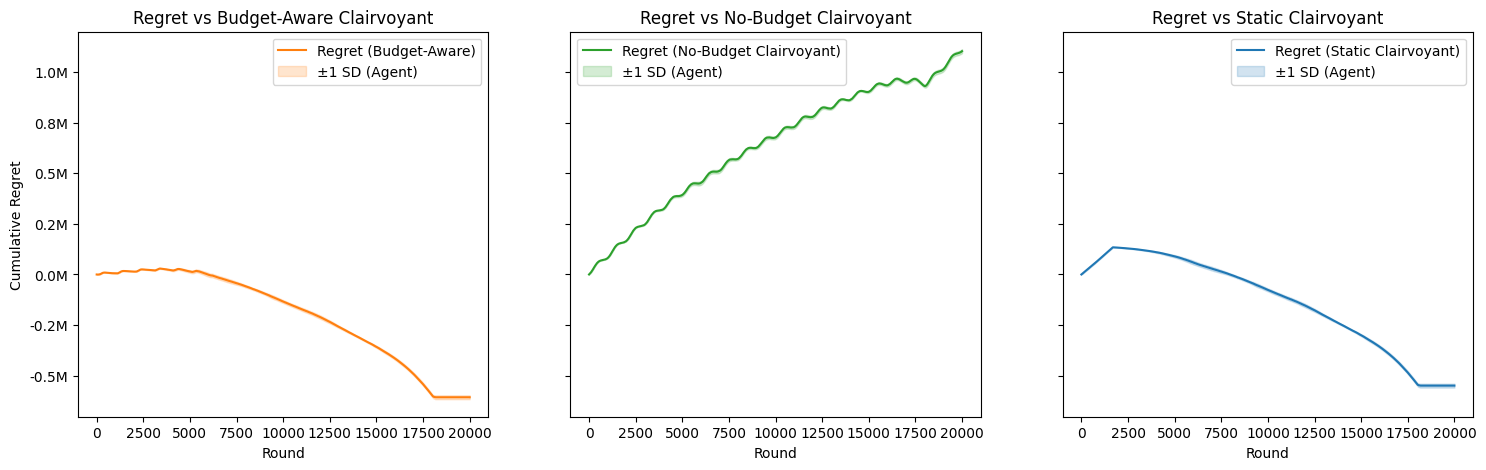 Regret vs Budget-Aware Clairvoyant
Regret (Budget-Aware)
±1 SD (Agent)
Cumulative Regret
1.0M
0.8M
0.5M
0.2M
0.0M
-0.2M
-0.5M
0 2500 5000 7500 10000 12500 15000 17500 20000
Round
Regret vs No-Budget Clairvoyant
Regret (No-Budget Clairvoyant)
±1 SD (Agent)
0 2500 5000 7500 10000 12500 15000 17500 20000
Round
Regret vs Static Clairvoyant
Regret (Static Clairvoyant)
±1 SD (Agent)
0 2500 5000 7500 10000 12500 15000 17500 20000
Round